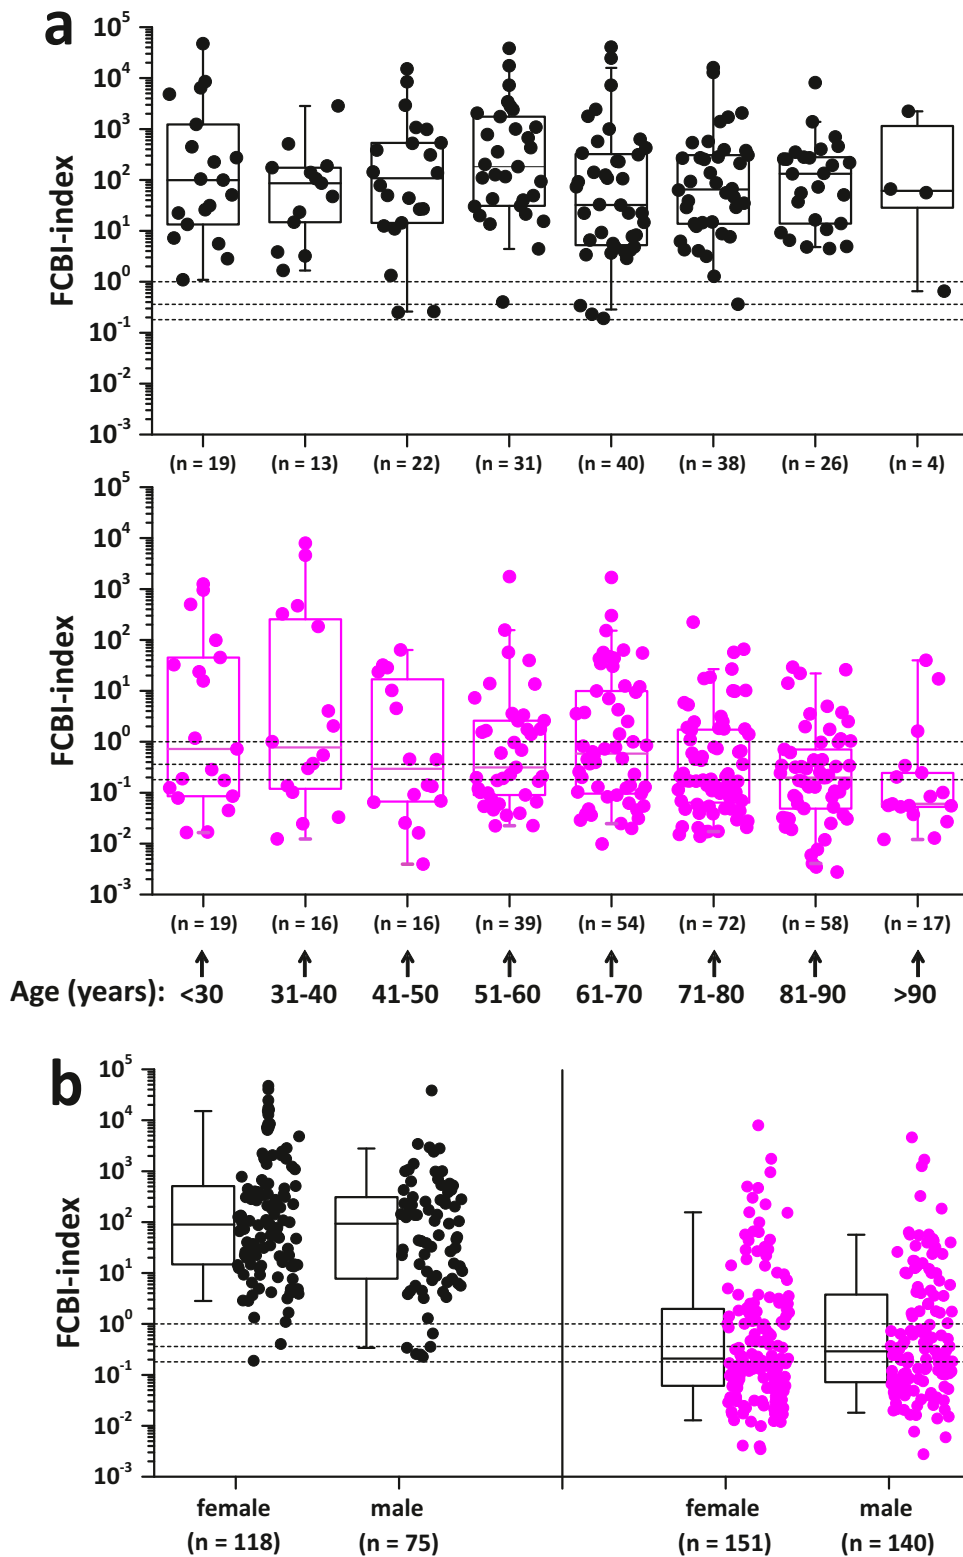 a
FCBI-index
10^5
10^4
10^3
10^2
10^1
10^0
10^-1
10^-2
10^-3
(n = 19) (n = 13) (n = 22) (n = 31) (n = 40) (n = 38) (n = 26) (n = 4)
FCBI-index
10^5
10^4
10^3
10^2
10^1
10^0
10^-1
10^-2
10^-3
(n = 19) (n = 16) (n = 16) (n = 39) (n = 54) (n = 72) (n = 58) (n = 17)
Age (years): <30 31-40 41-50 51-60 61-70 71-80 81-90 >90
b
FCBI-index
10^5
10^4
10^3
10^2
10^1
10^0
10^-1
10^-2
10^-3
female male female male
(n = 118) (n = 75) (n = 151) (n = 140)